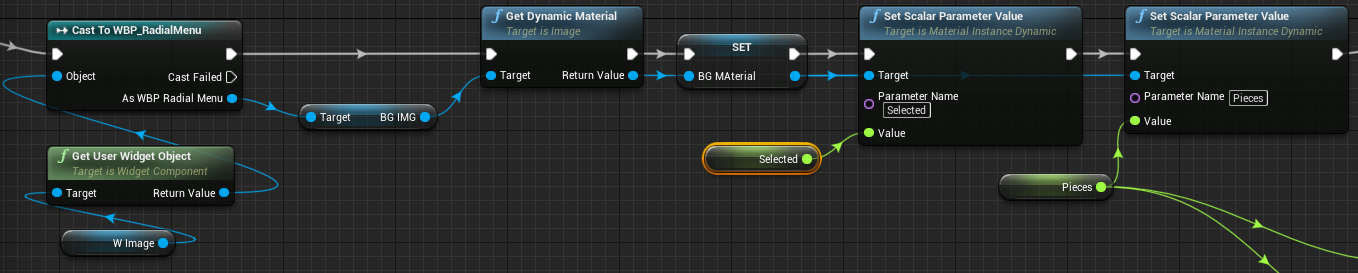 Cast To WBP_RadialMenu
Object
Cast Failed
As WBP Radial Menu
Get User Widget Object
Target is Widget Component
Target
Return Value
W Image
Target
BG IMG
Get Dynamic Material
Target is Image
Target
Return Value
SET
BG MAterial
Selected
Set Scalar Parameter Value
Target is Material Instance Dynamic
Target
Parameter Name
Selected
Value
Pieces
Set Scalar Parameter Value
Target is Material Instance Dynamic
Target
Parameter Name Pieces
Value